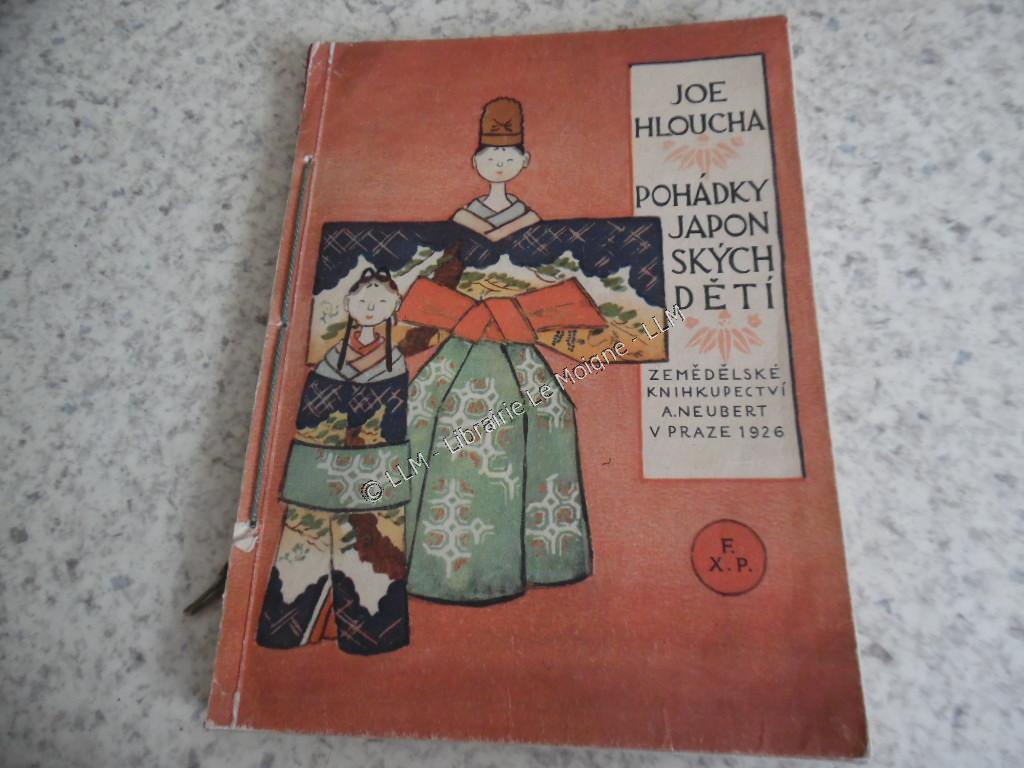 JOE
HLOUCHA
POHÁDKY
JAPON
SKÝCH
DĚTÍ
ZEMĚDĚLSKÉ
KNIHKUPECTVÍ
A.NEUBERT
V PRAZE 1926
F.
X.P.
© LLM - Librairie Le Moigne - LLM